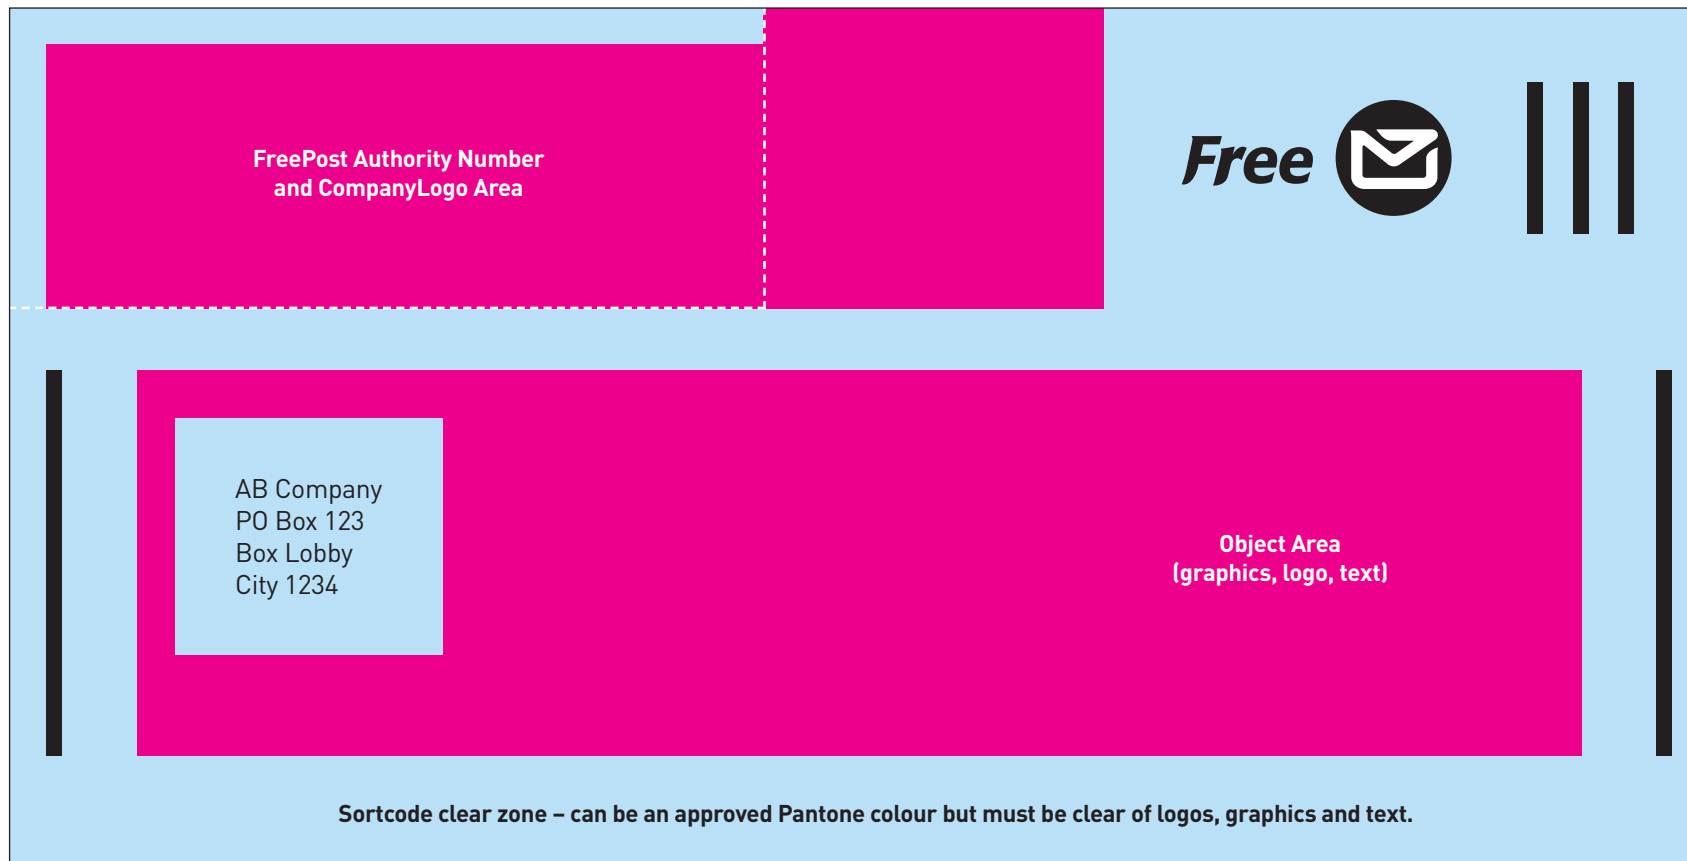 FreePost Authority Number
and CompanyLogo Area
Free
AB Company
PO Box 123
Box Lobby
City 1234
Object Area
(graphics, logo, text)
Sortcode clear zone – can be an approved Pantone colour but must be clear of logos, graphics and text.